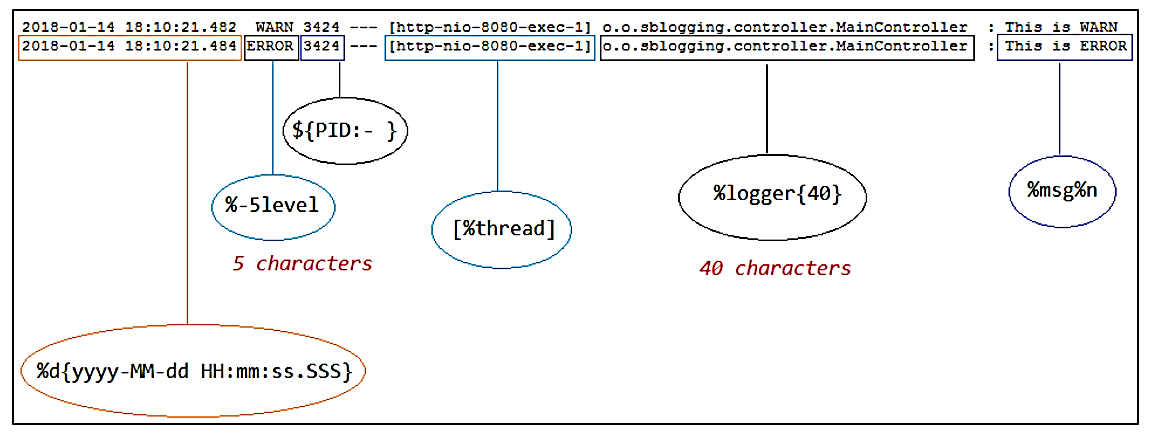 2018-01-14 18:10:21.482  WARN 3424 --- [http-nio-8080-exec-1] o.o.sblogging.controller.MainController  : This is WARN
2018-01-14 18:10:21.484 ERROR 3424 --- [http-nio-8080-exec-1] o.o.sblogging.controller.MainController  : This is ERROR
${PID:- }
%-5level
[%thread]
%logger{40}
%msg%n
5 characters
40 characters
%d{yyyy-MM-dd HH:mm:ss.SSS}